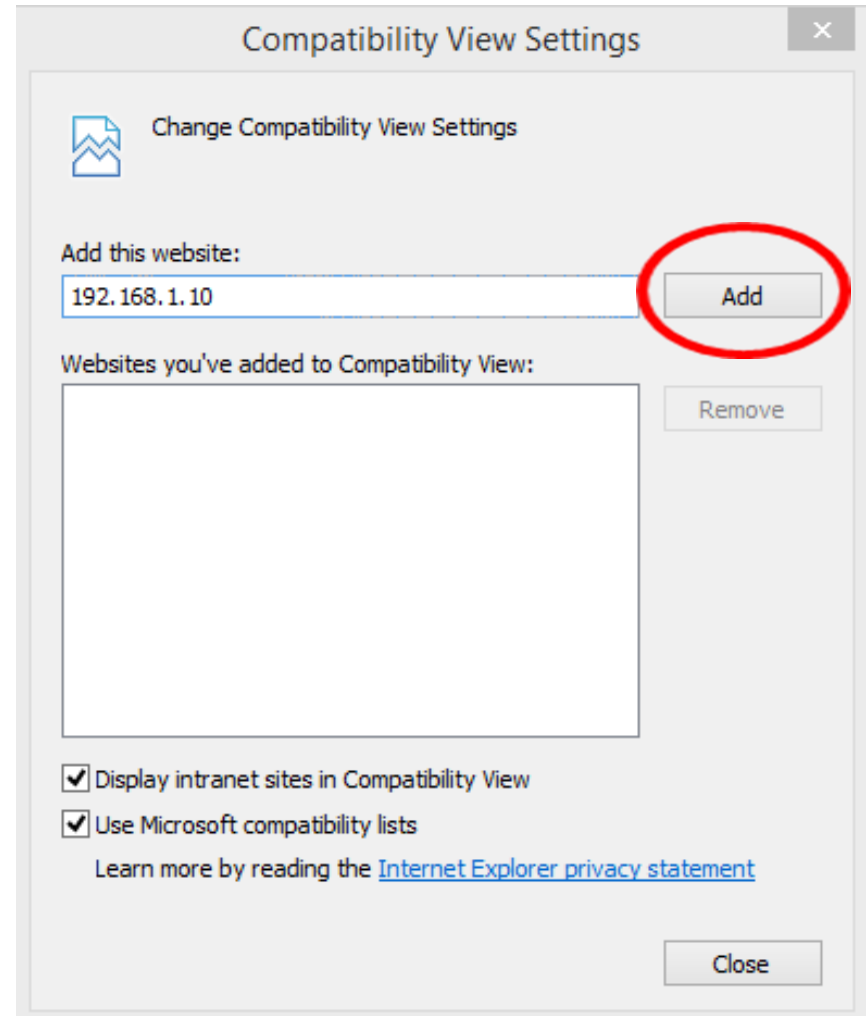 Compatibility View Settings
Change Compatibility View Settings
Add this website:
192.168.1.10
Add
Websites you've added to Compatibility View:
Remove
Display intranet sites in Compatibility View
Use Microsoft compatibility lists
Learn more by reading the Internet Explorer privacy statement
Close